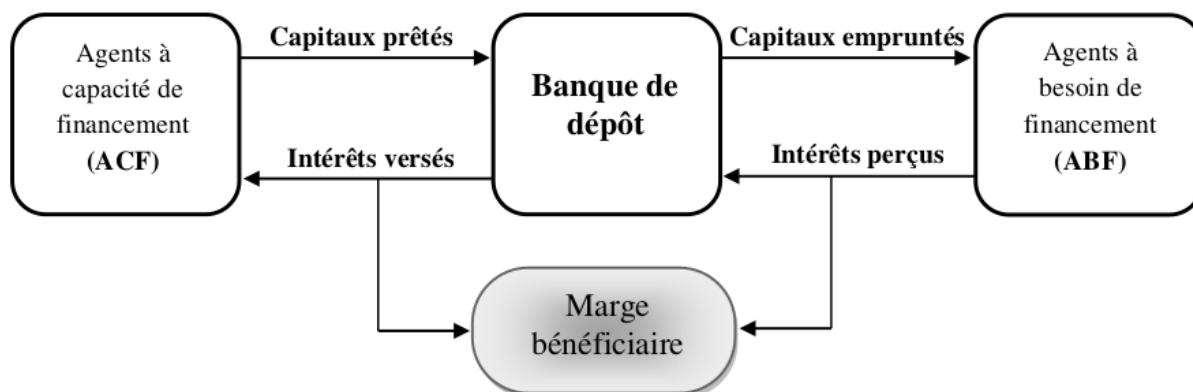 Agents à
capacité de
financement
(ACF)
Capitaux prêtés
Intérêts versés
Banque de
dépôt
Capitaux empruntés
Intérêts perçus
Agents à
besoin de
financement
(ABF)
Marge
bénéficiaire